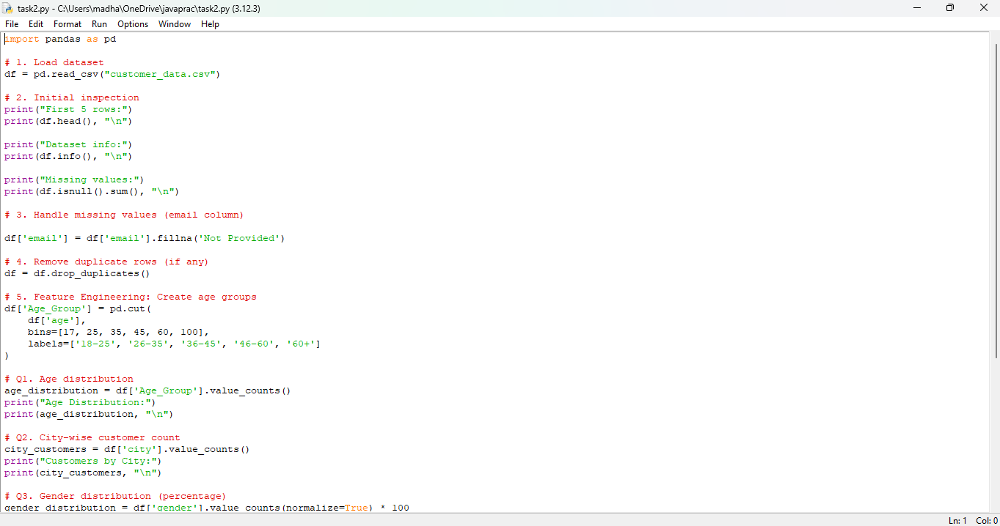 task2.py - C:\Users\madha\OneDrive\javaprac\task2.py (3.12.3)
File Edit Format Run Options Window Help
import pandas as pd
# 1. Load dataset
df = pd.read_csv("customer_data.csv")
# 2. Initial inspection
print("First 5 rows:")
print(df.head(), "\n")
print("Dataset info:")
print(df.info(), "\n")
print("Missing values:")
print(df.isnull().sum(), "\n")
# 3. Handle missing values (email column)
df['email'] = df['email'].fillna('Not Provided')
# 4. Remove duplicate rows (if any)
df = df.drop_duplicates()
# 5. Feature Engineering: Create age groups
df['Age_Group'] = pd.cut(
    df['age'],
    bins=[17, 25, 35, 45, 60, 100],
    labels=['18-25', '26-35', '36-45', '46-60', '60+']
)
# Q1. Age distribution
age_distribution = df['Age_Group'].value_counts()
print("Age Distribution:")
print(age_distribution, "\n")
# Q2. City-wise customer count
city_customers = df['city'].value_counts()
print("Customers by City:")
print(city_customers, "\n")
# Q3. Gender distribution (percentage)
gender_distribution = df['gender'].value_counts(normalize=True) * 100
Ln: 1 Col: 0